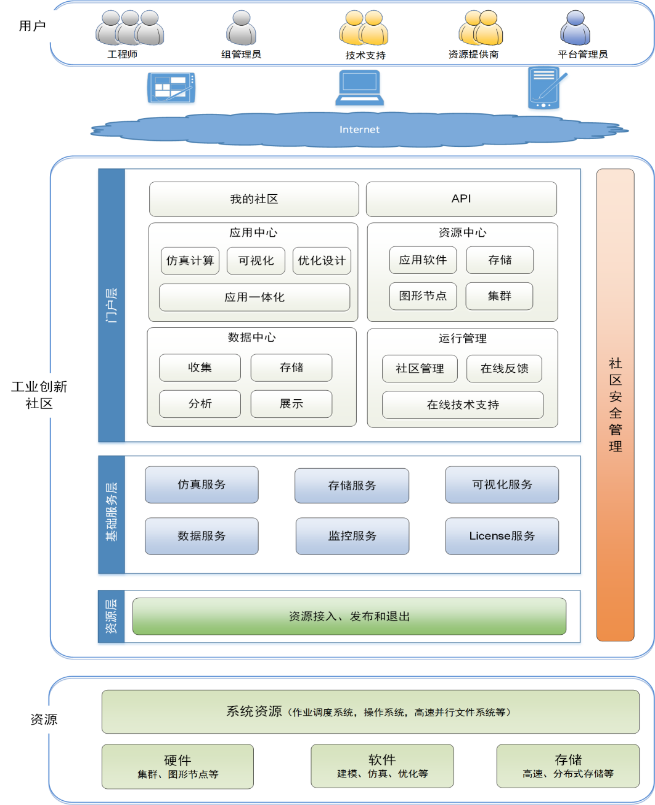 用户
工程师
组管理员
技术支持
资源提供商
平台管理员
Internet
工业创新
社区
门户层
我的社区
API
应用中心
仿真计算
可视化
优化设计
应用一体化
资源中心
应用软件
存储
图形节点
集群
数据中心
收集
存储
分析
展示
运行管理
社区管理
在线反馈
在线技术支持
基础服务层
仿真服务
存储服务
可视化服务
数据服务
监控服务
License服务
资源层
资源接入、发布和退出
社区安全管理
资源
系统资源（作业调度系统，操作系统，高速并行文件系统等）
硬件
集群、图形节点等
软件
建模、仿真、优化等
存储
高速、分布式存储等